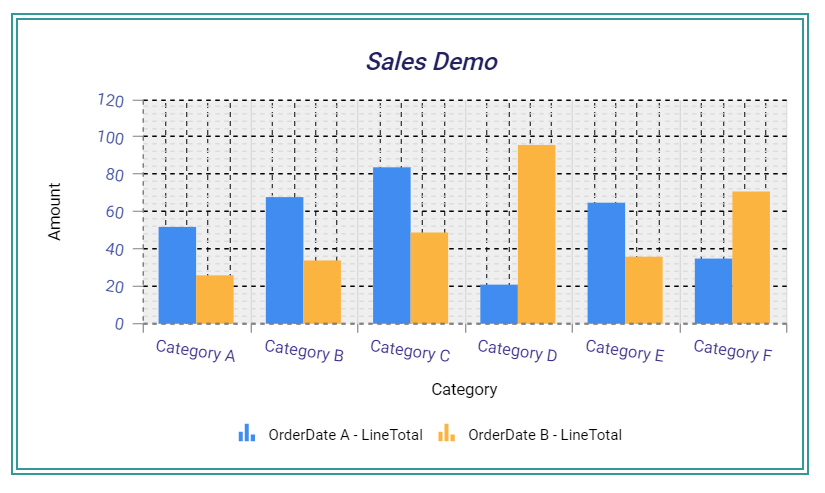 Sales Demo
120
100
80
60
40
20
0
Amount
Category A
Category B
Category C
Category D
Category E
Category F
Category
OrderDate A - LineTotal
OrderDate B - LineTotal